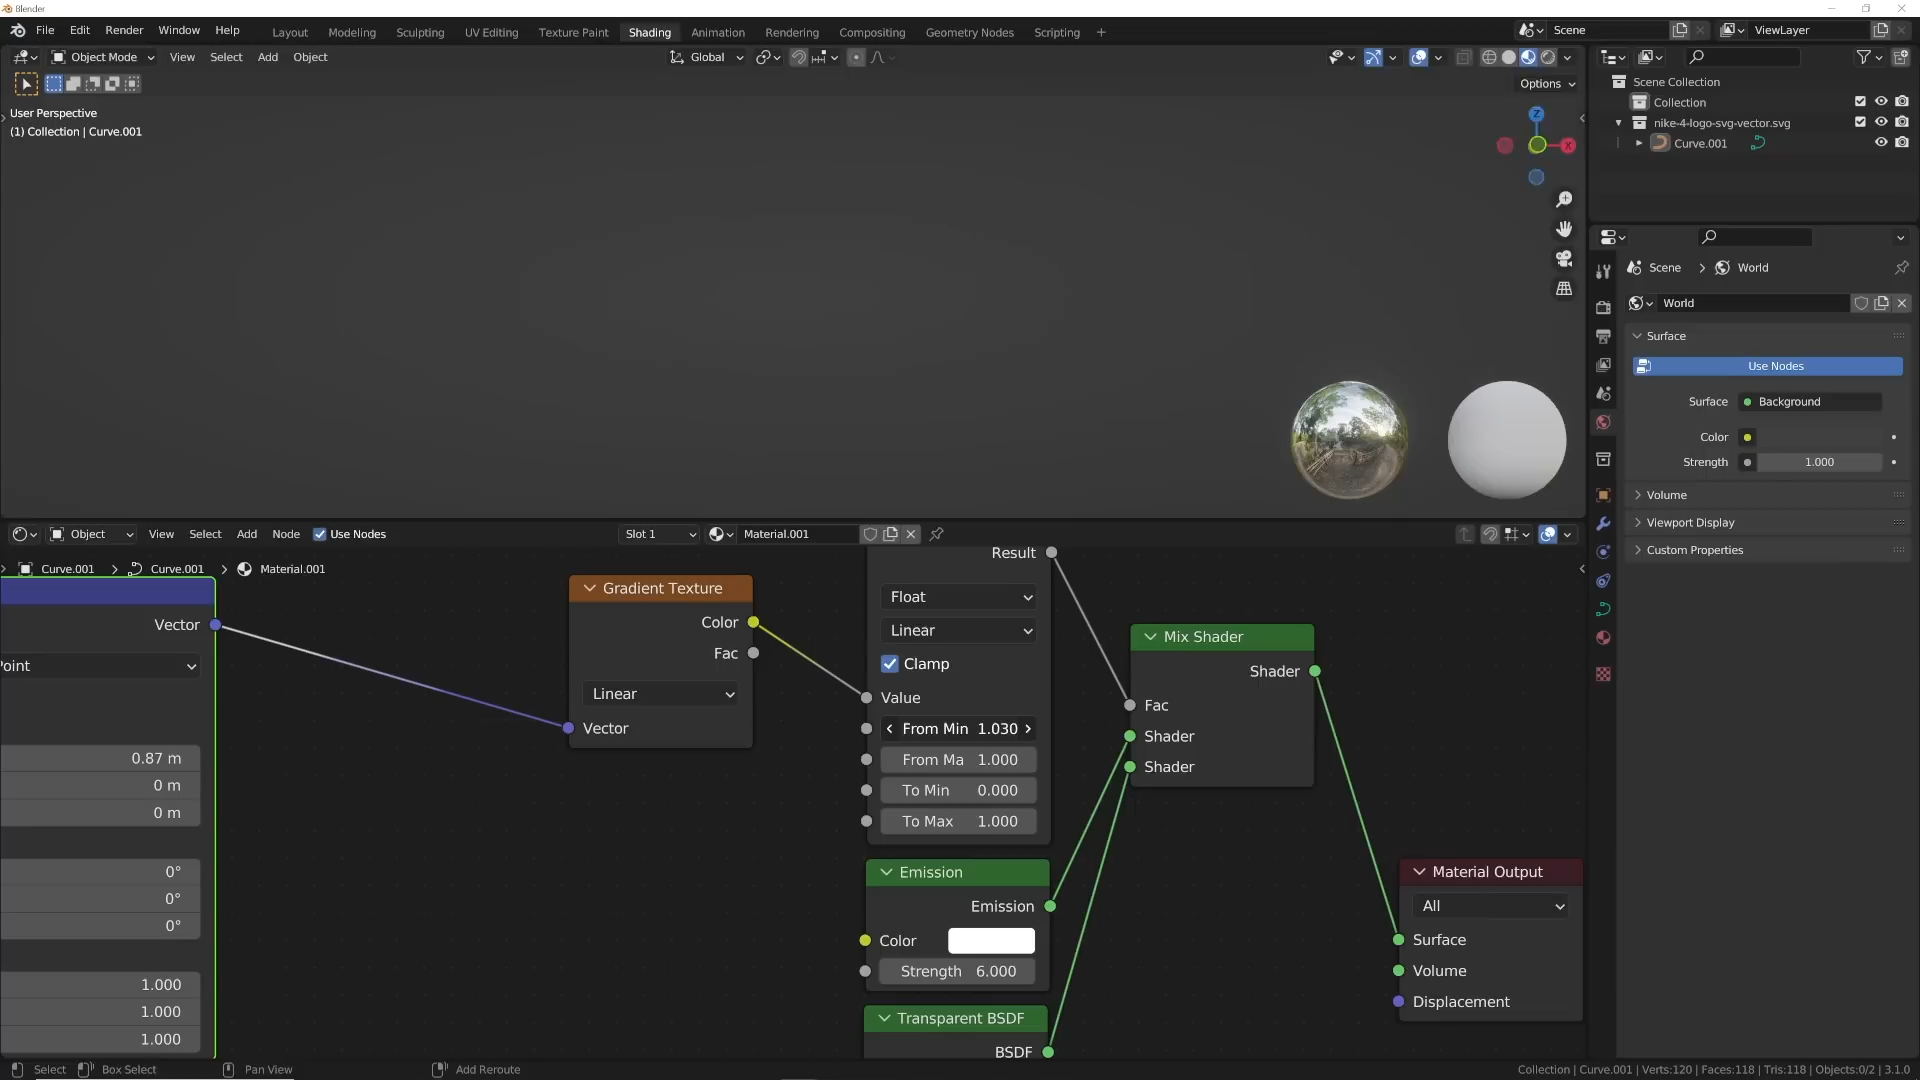 Blender
File Edit Render Window Help
Layout Modeling Sculpting UV Editing Texture Paint Shading Animation Rendering Compositing Geometry Nodes Scripting +
Scene
ViewLayer
Object Mode View Select Add Object
Global
Options
User Perspective
(1) Collection | Curve.001
Z
X
Scene Collection
Collection
nike-4-logo-svg-vector.svg
Curve.001
Scene > World
World
Surface
Use Nodes
Surface Background
Color
Strength 1.000
Volume
Viewport Display
Custom Properties
Object View Select Add Node Use Nodes
Slot 1
Material.001
Curve.001 > Curve.001 > Material.001
Vector
Point
0.87 m
0 m
0 m
0°
0°
0°
1.000
1.000
1.000
Gradient Texture
Color
Fac
Linear
Vector
Result
Float
Linear
Clamp
Value
From Min 1.030
From Ma 1.000
To Min 0.000
To Max 1.000
Emission
Emission
Color
Strength 6.000
Transparent BSDF
BSDF
Mix Shader
Shader
Fac
Shader
Shader
Material Output
All
Surface
Volume
Displacement
Select Box Select Pan View Add Reroute
Collection | Curve.001 | Verts:120 | Faces:118 | Tris:118 | Objects:0/2 | 3.1.0